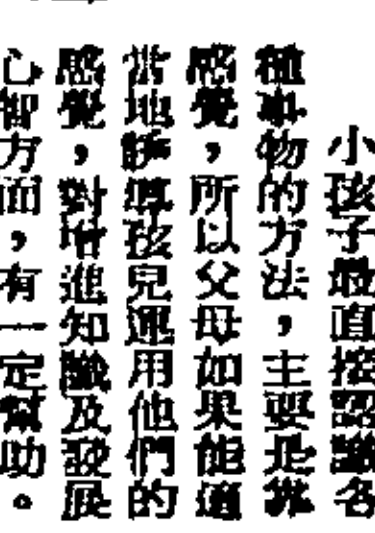 小孩子最直接認識各
種事物的方法，主要是靠
感覺，所以父母如果能適
當地誘導孩兒運用他們的
感覺，對增進知識及發展
心智方面，有一定幫助。